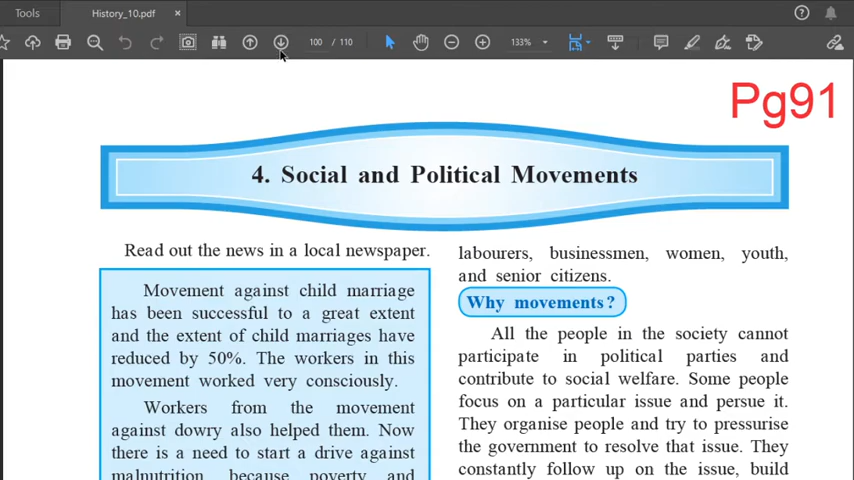 Tools
History_10.pdf ×
100 / 110
133%
Pg91
4. Social and Political Movements
Read out the news in a local newspaper.
Movement against child marriage
has been successful to a great extent
and the extent of child marriages have
reduced by 50%. The workers in this
movement worked very consciously.
Workers from the movement
against dowry also helped them. Now
there is a need to start a drive against
malnutrition because poverty and
labourers, businessmen, women, youth,
and senior citizens.
Why movements?
All the people in the society cannot
participate in political parties and
contribute to social welfare. Some people
focus on a particular issue and persue it.
They organise people and try to pressurise
the government to resolve that issue. They
constantly follow up on the issue, build